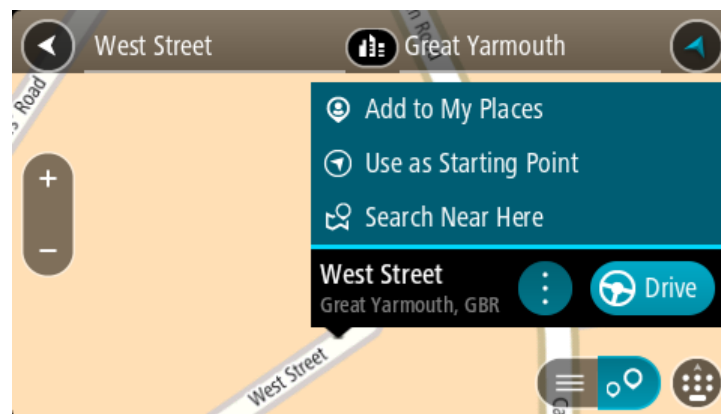 West Street
Great Yarmouth
Road
Road
Add to My Places
Use as Starting Point
Search Near Here
West Street
Great Yarmouth, GBR
Drive
West Street